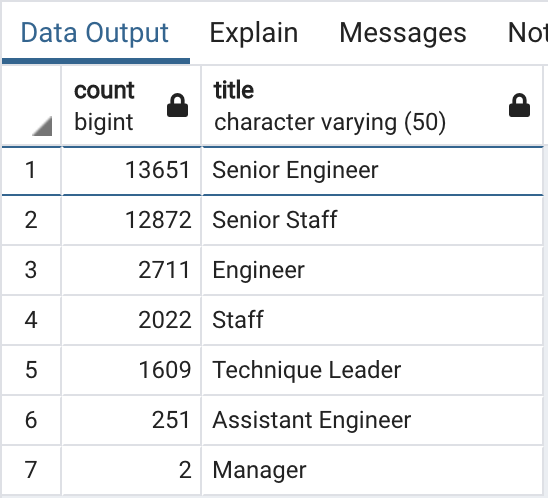 Data Output Explain Messages
count title
bigint character varying (50)
1 13651 Senior Engineer
2 12872 Senior Staff
3 2711 Engineer
4 2022 Staff
5 1609 Technique Leader
6 251 Assistant Engineer
7 2 Manager